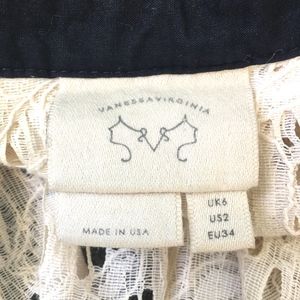 VANESSAVIRGINIA
MADE IN USA
UK6
US2
EU34